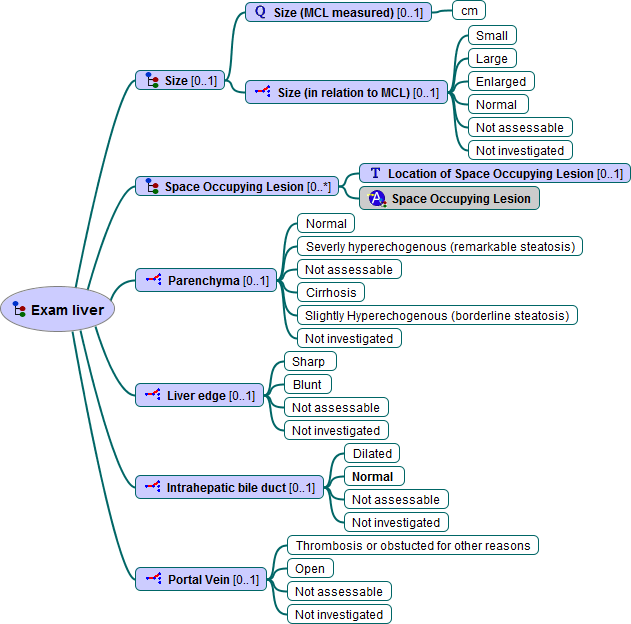 Exam liver
Size [0..1]
Q Size (MCL measured) [0..1]
cm
Size (in relation to MCL) [0..1]
Small
Large
Enlarged
Normal
Not assessable
Not investigated
Space Occupying Lesion [0..*]
T Location of Space Occupying Lesion [0..1]
A Space Occupying Lesion
Parenchyma [0..1]
Normal
Severly hyperechogenous (remarkable steatosis)
Not assessable
Cirrhosis
Slightly Hyperechogenous (borderline steatosis)
Not investigated
Liver edge [0..1]
Sharp
Blunt
Not assessable
Not investigated
Intrahepatic bile duct [0..1]
Dilated
Normal
Not assessable
Not investigated
Portal Vein [0..1]
Thrombosis or obstucted for other reasons
Open
Not assessable
Not investigated